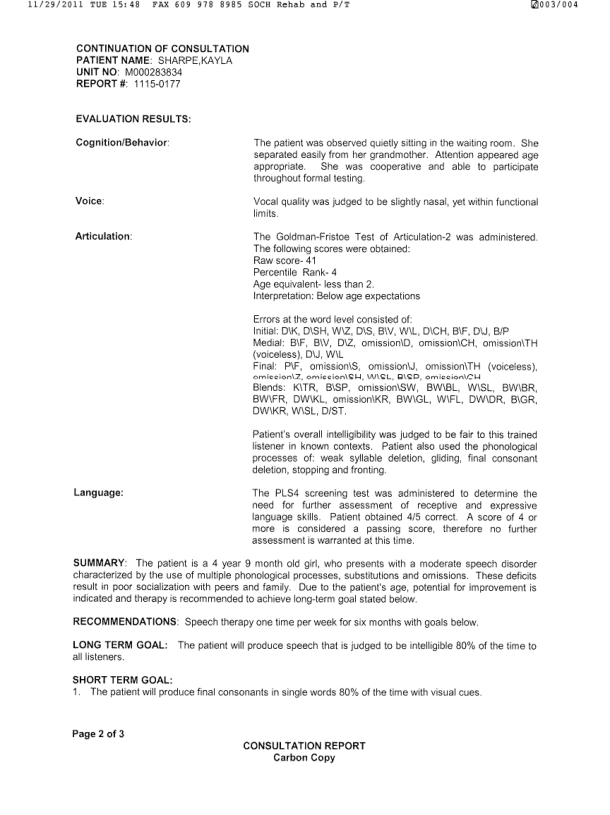 11/29/2011 TUE 15:48 FAX 609 978 8985 SOCH Rehab and P/T 003/004
CONTINUATION OF CONSULTATION
PATIENT NAME: SHARPE,KAYLA
UNIT NO: M000283834
REPORT #: 1115-0177
EVALUATION RESULTS:
Cognition/Behavior: The patient was observed quietly sitting in the waiting room. She
separated easily from her grandmother. Attention appeared age
appropriate. She was cooperative and able to participate
throughout formal testing.
Voice: Vocal quality was judged to be slightly nasal, yet within functional
limits.
Articulation: The Goldman-Fristoe Test of Articulation-2 was administered.
The following scores were obtained:
Raw score- 41
Percentile Rank- 4
Age equivalent- less than 2.
Interpretation: Below age expectations
Errors at the word level consisted of:
Initial: D\K, D\SH, W\Z, D\S, B\V, W\L, D\CH, B\F, D\J, B/P
Medial: B\F, B\V, D\Z, omission\D, omission\CH, omission\TH
(voiceless), D\J, W\L
Final: P\F, omission\S, omission\J, omission\TH (voiceless),
omission\Z, omission\SH, W\SL, B\SP, omission\CH
Blends: K\TR, B\SP, omission\SW, BW\BL, W\SL, BW\BR,
BW\FR, DW\KL, omission\KR, BW\GL, W\FL, DW\DR, B\GR,
DW\KR, W\SL, D/ST.
Patient's overall intelligibility was judged to be fair to this trained
listener in known contexts. Patient also used the phonological
processes of: weak syllable deletion, gliding, final consonant
deletion, stopping and fronting.
Language: The PLS4 screening test was administered to determine the
need for further assessment of receptive and expressive
language skills. Patient obtained 4/5 correct. A score of 4 or
more is considered a passing score, therefore no further
assessment is warranted at this time.
SUMMARY: The patient is a 4 year 9 month old girl, who presents with a moderate speech disorder
characterized by the use of multiple phonological processes, substitutions and omissions. These deficits
result in poor socialization with peers and family. Due to the patient's age, potential for improvement is
indicated and therapy is recommended to achieve long-term goal stated below.
RECOMMENDATIONS: Speech therapy one time per week for six months with goals below.
LONG TERM GOAL: The patient will produce speech that is judged to be intelligible 80% of the time to
all listeners.
SHORT TERM GOAL:
1. The patient will produce final consonants in single words 80% of the time with visual cues.
Page 2 of 3
CONSULTATION REPORT
Carbon Copy